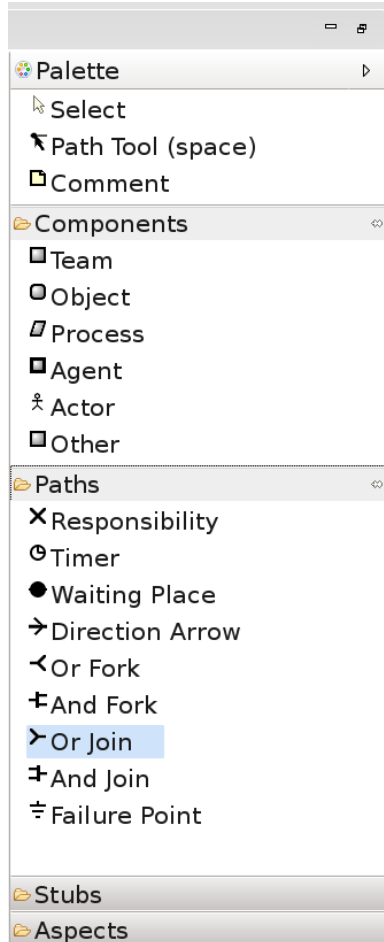 Palette
Select
Path Tool (space)
Comment
Components
Team
Object
Process
Agent
Actor
Other
Paths
Responsibility
Timer
Waiting Place
Direction Arrow
Or Fork
And Fork
Or Join
And Join
Failure Point
Stubs
Aspects